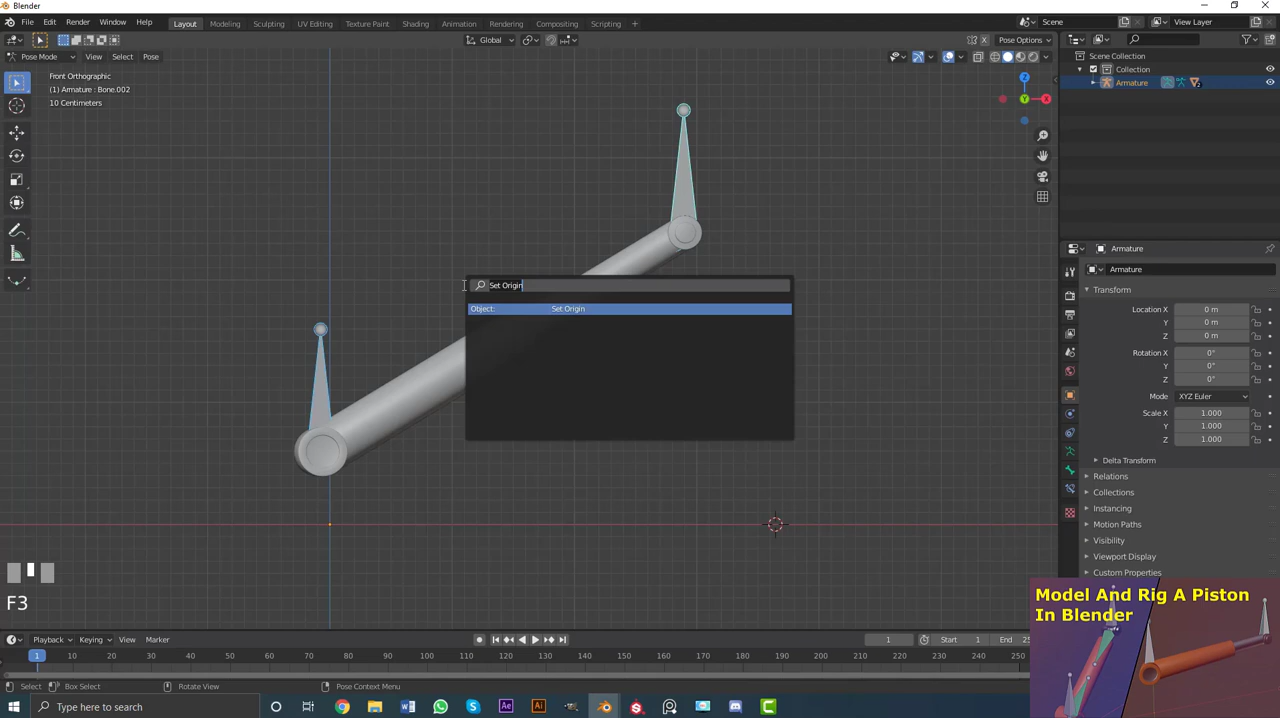 Blender
File Edit Render Window Help
Layout Modeling Sculpting UV Editing Texture Paint Shading Animation Rendering Compositing Scripting +
Scene
View Layer
Global
Pose Options
Pose Mode View Select Pose
Scene Collection
Collection
Armature
2
Front Orthographic
(1) Armature : Bone.002
10 Centimeters
Z
Y
X
Set Origin
Object: Set Origin
Armature
Armature
Transform
Location X 0 m
Y 0 m
Z 0 m
Rotation X 0°
Y 0°
Z 0°
Mode XYZ Euler
Scale X 1.000
Y 1.000
Z 1.000
Delta Transform
Relations
Collections
Instancing
Motion Paths
Visibility
Viewport Display
Custom Properties
F3
Model And Rig A Piston
In Blender
Playback Keying View Marker
1
Start 1
End 25
1 10 20 30 40 50 60 70 80 90 100 110 120 130 140 150 160 170 180 190 200 210 220 230 240 250
Select Box Select Rotate View Pose Context Menu
Type here to search
Ae
Ai